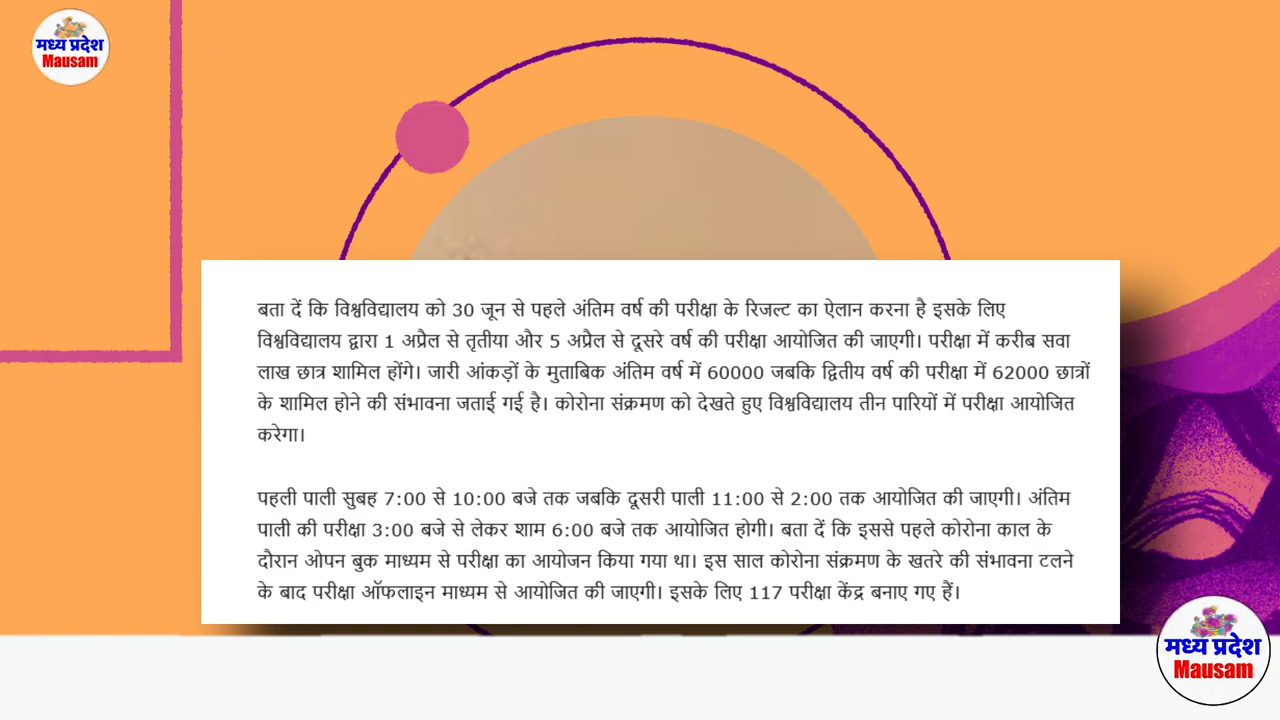 मध्य प्रदेश
Mausam
बता दें कि विश्वविद्यालय को 30 जून से पहले अंतिम वर्ष की परीक्षा के रिजल्ट का ऐलान करना है इसके लिए
विश्वविद्यालय द्वारा 1 अप्रैल से तृतीया और 5 अप्रैल से दूसरे वर्ष की परीक्षा आयोजित की जाएगी। परीक्षा में करीब सवा
लाख छात्र शामिल होंगे। जारी आंकड़ों के मुताबिक अंतिम वर्ष में 60000 जबकि द्वितीय वर्ष की परीक्षा में 62000 छात्रों
के शामिल होने की संभावना जताई गई है। कोरोना संक्रमण को देखते हुए विश्वविद्यालय तीन पारियों में परीक्षा आयोजित
करेगा।
पहली पाली सुबह 7:00 से 10:00 बजे तक जबकि दूसरी पाली 11:00 से 2:00 तक आयोजित की जाएगी। अंतिम
पाली की परीक्षा 3:00 बजे से लेकर शाम 6:00 बजे तक आयोजित होगी। बता दें कि इससे पहले कोरोना काल के
दौरान ओपन बुक माध्यम से परीक्षा का आयोजन किया गया था। इस साल कोरोना संक्रमण के खतरे की संभावना टलने
के बाद परीक्षा ऑफलाइन माध्यम से आयोजित की जाएगी। इसके लिए 117 परीक्षा केंद्र बनाए गए हैं।
मध्य प्रदेश
Mausam